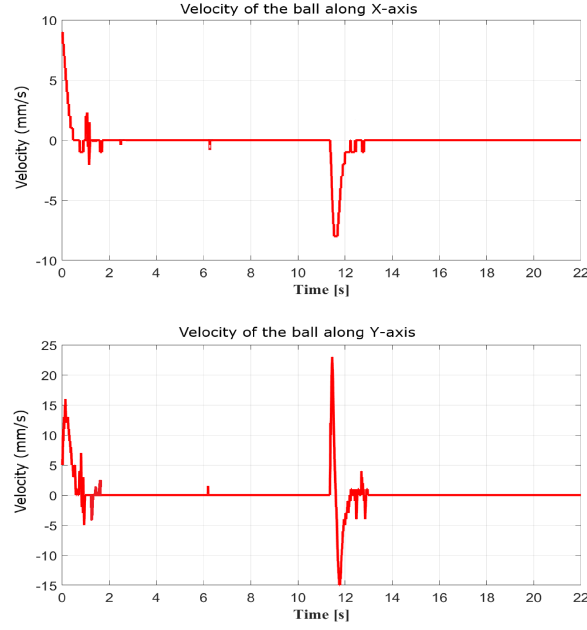 Velocity of the ball along X-axis
10
5
0
-5
-10
Velocity (mm/s)
0 2 4 6 8 10 12 14 16 18 20 22
Time [s]
Velocity of the ball along Y-axis
25
20
15
10
5
0
-5
-10
-15
Velocity (mm/s)
0 2 4 6 8 10 12 14 16 18 20 22
Time [s]